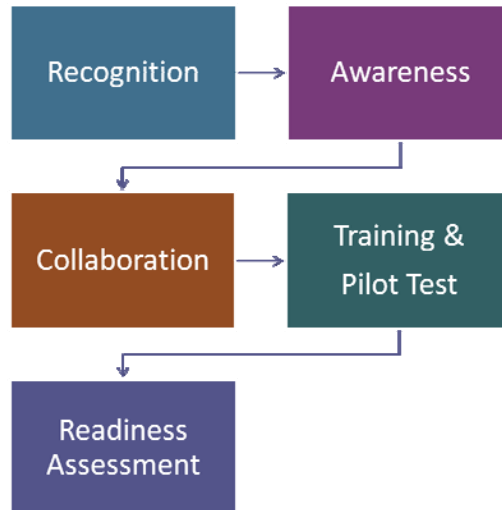 Recognition
Awareness
Collaboration
Training &
Pilot Test
Readiness
Assessment